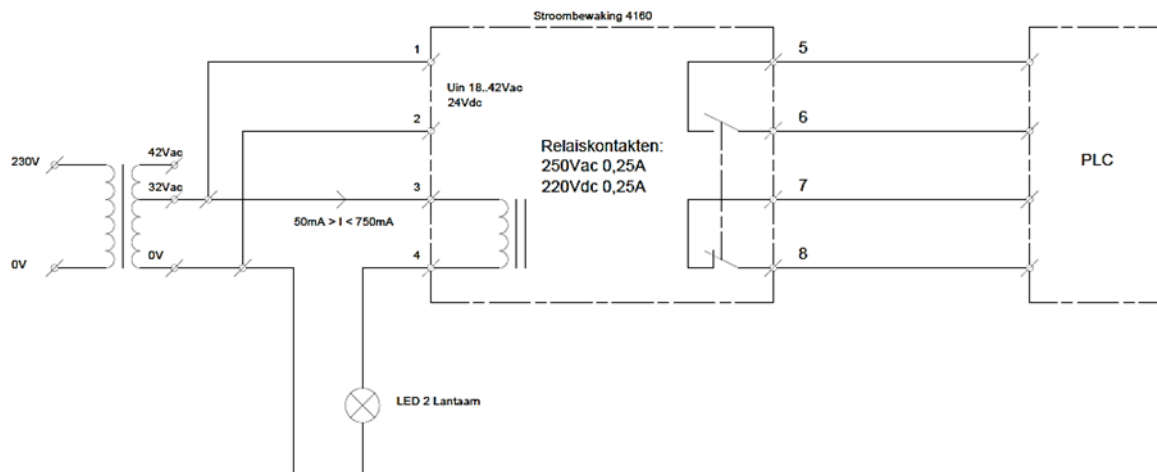 Stroombewaking 4160
1
5
Uin 18..42Vac
24Vdc
2
6
Relaiskontakten:
250Vac 0,25A
220Vdc 0,25A
PLC
230V
42Vac
32Vac
3
7
50mA > I < 750mA
0V
0V
4
8
LED 2 Lantaarn